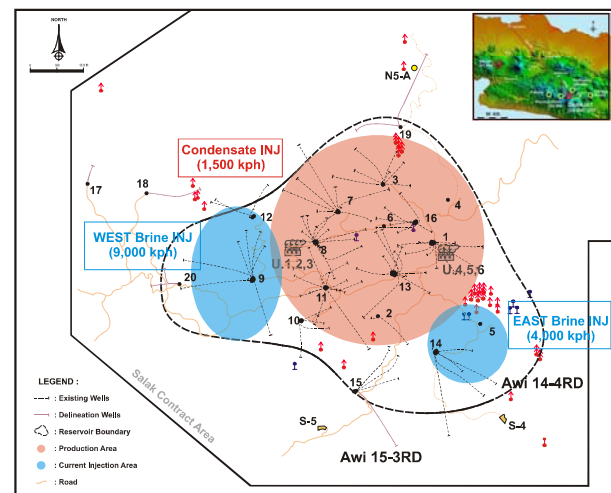 NORTH
N5-A
19
Condensate INJ
(1,500 kph)
17
18
3
4
7
12
6
16
1
WEST Brine INJ
(9,000 kph)
8
U.1,2,3
U.4,5,6
9
13
20
11
2
10
5
EAST Brine INJ
(4,000 kph)
14
Awi 14-4RD
15
S-5
S-4
Awi 15-3RD
Salak Contract Area
LEGEND :
: Existing Wells
: Delineation Wells
: Reservoir Boundary
: Production Area
: Current Injection Area
: Road